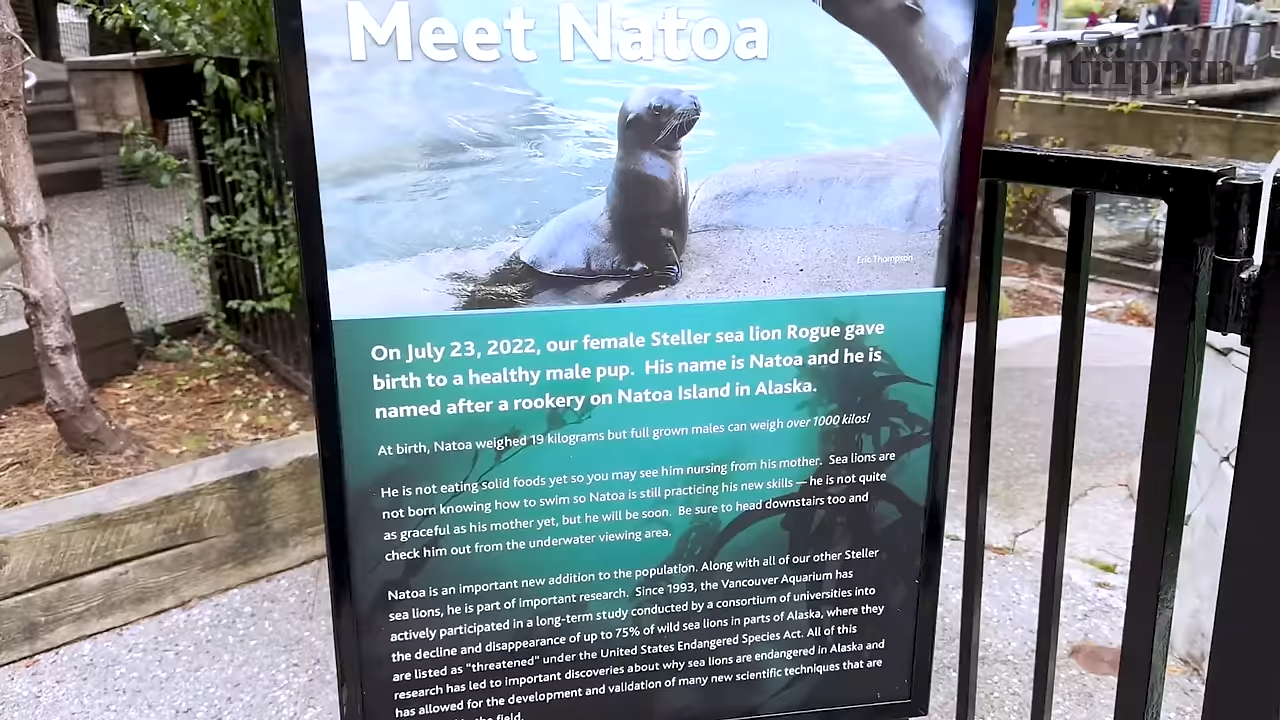 Meet Natoa
trippin
Eric Thompson
On July 23, 2022, our female Steller sea lion Rogue gave
birth to a healthy male pup. His name is Natoa and he is
named after a rookery on Natoa Island in Alaska.
At birth, Natoa weighed 19 kilograms but full grown males can weigh over 1000 kilos!
He is not eating solid foods yet so you may see him nursing from his mother. Sea lions are
not born knowing how to swim so Natoa is still practicing his new skills — he is not quite
as graceful as his mother yet, but he will be soon. Be sure to head downstairs too and
check him out from the underwater viewing area.
Natoa is an important new addition to the population. Along with all of our other Steller
sea lions, he is part of important research. Since 1993, the Vancouver Aquarium has
actively participated in a long-term study conducted by a consortium of universities into
the decline and disappearance of up to 75% of wild sea lions in parts of Alaska, where they
are listed as "threatened" under the United States Endangered Species Act. All of this
research has led to important discoveries about why sea lions are endangered in Alaska and
has allowed for the development and validation of many new scientific techniques that are
the field.